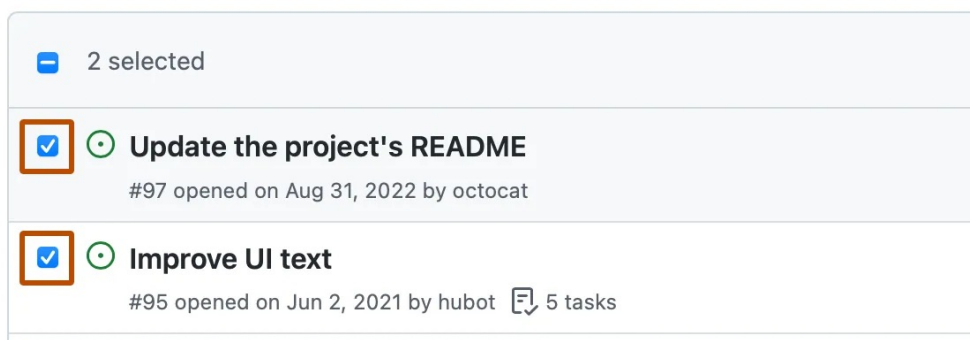 2 selected
Update the project's README
#97 opened on Aug 31, 2022 by octocat
Improve UI text
#95 opened on Jun 2, 2021 by hubot 5 tasks